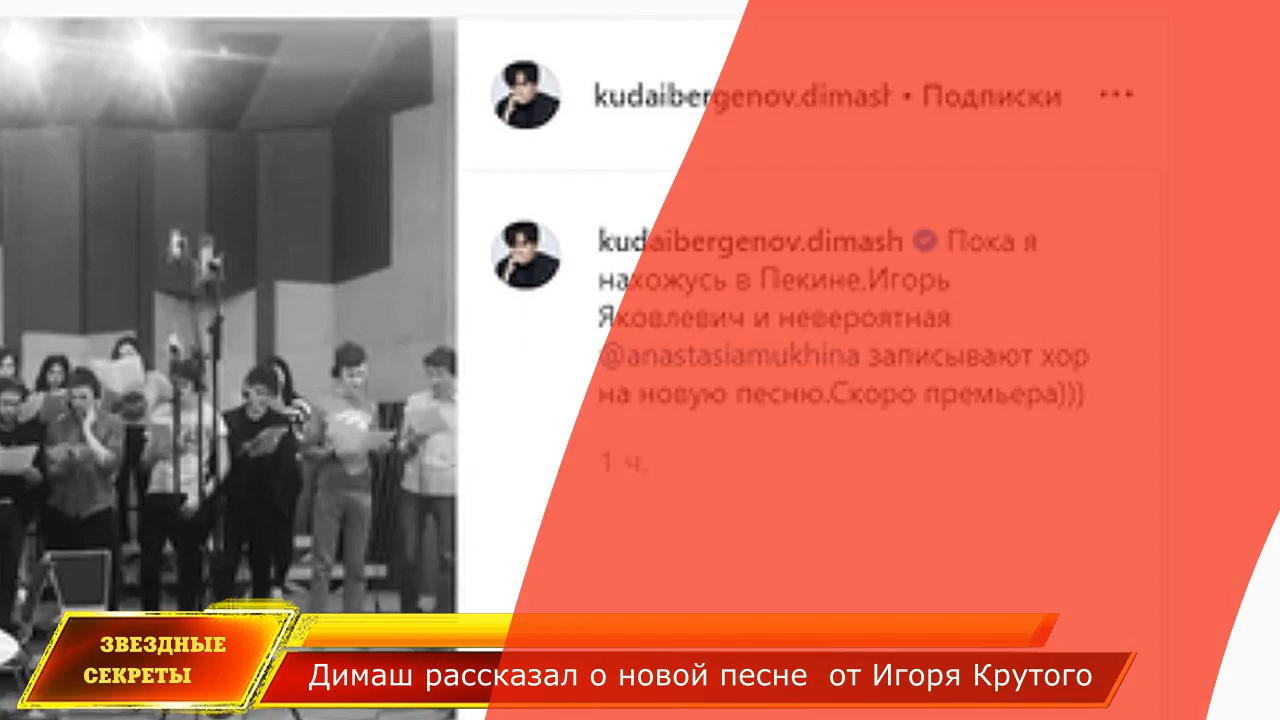 kudaibergenov.dimash • Подписки •••
kudaibergenov.dimash Пока я
нахожусь в Пекине.Игорь
Яковлевич и невероятная
@anastasiamukhina записывают хор
на новую песню.Скоро премьера)))
1 ч.
ЗВЕЗДНЫЕ
СЕКРЕТЫ
Димаш рассказал о новой песне от Игоря Крутого